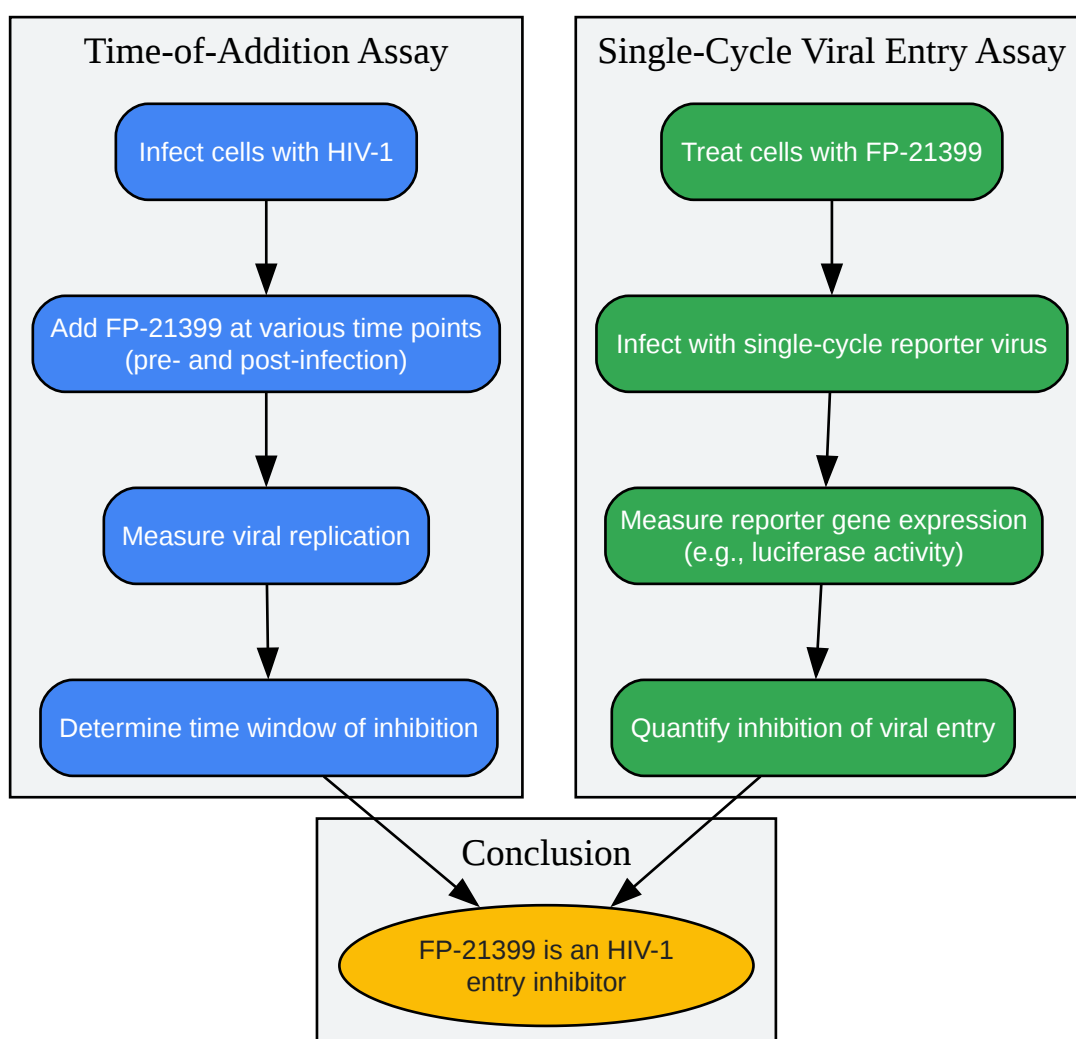 Time-of-Addition Assay
Infect cells with HIV-1
Add FP-21399 at various time points
(pre- and post-infection)
Measure viral replication
Determine time window of inhibition
Single-Cycle Viral Entry Assay
Treat cells with FP-21399
Infect with single-cycle reporter virus
Measure reporter gene expression
(e.g., luciferase activity)
Quantify inhibition of viral entry
Conclusion
FP-21399 is an HIV-1
entry inhibitor